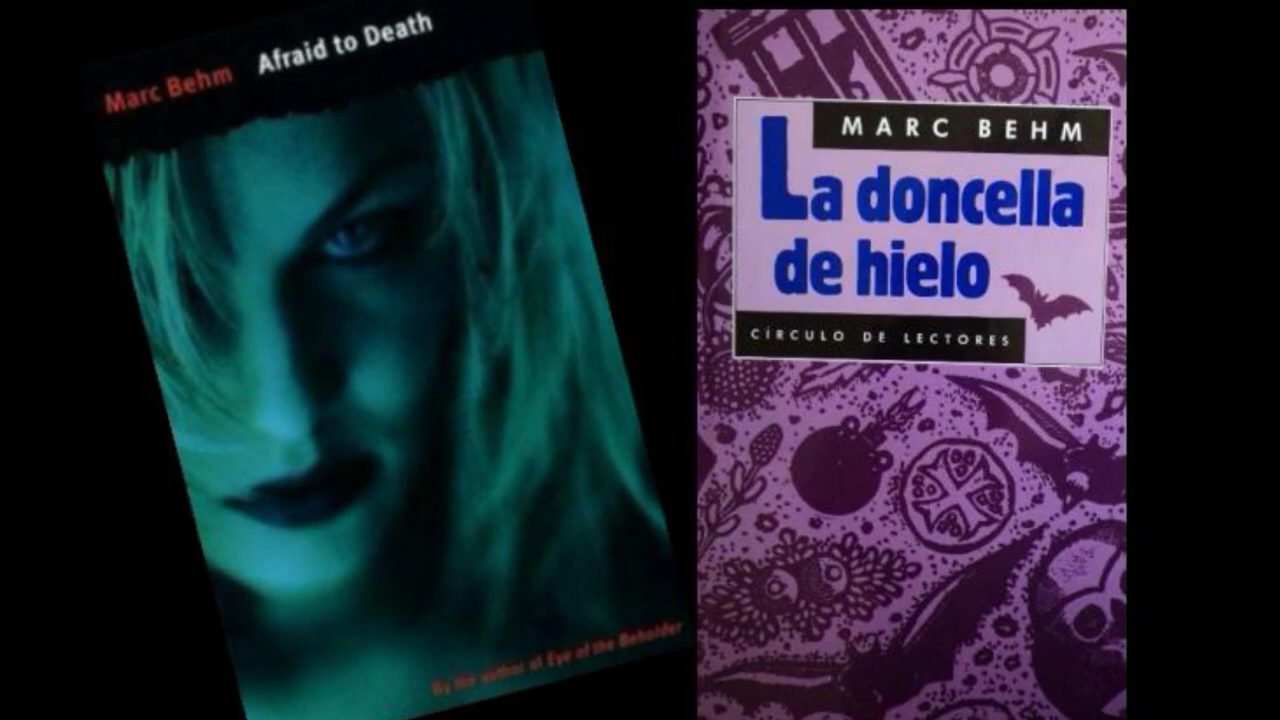 Marc Behm Afraid to Death
By the author of Eye of the Beholder
MARC BEHM
La doncella
de hielo
CÍRCULO DE LECTORES